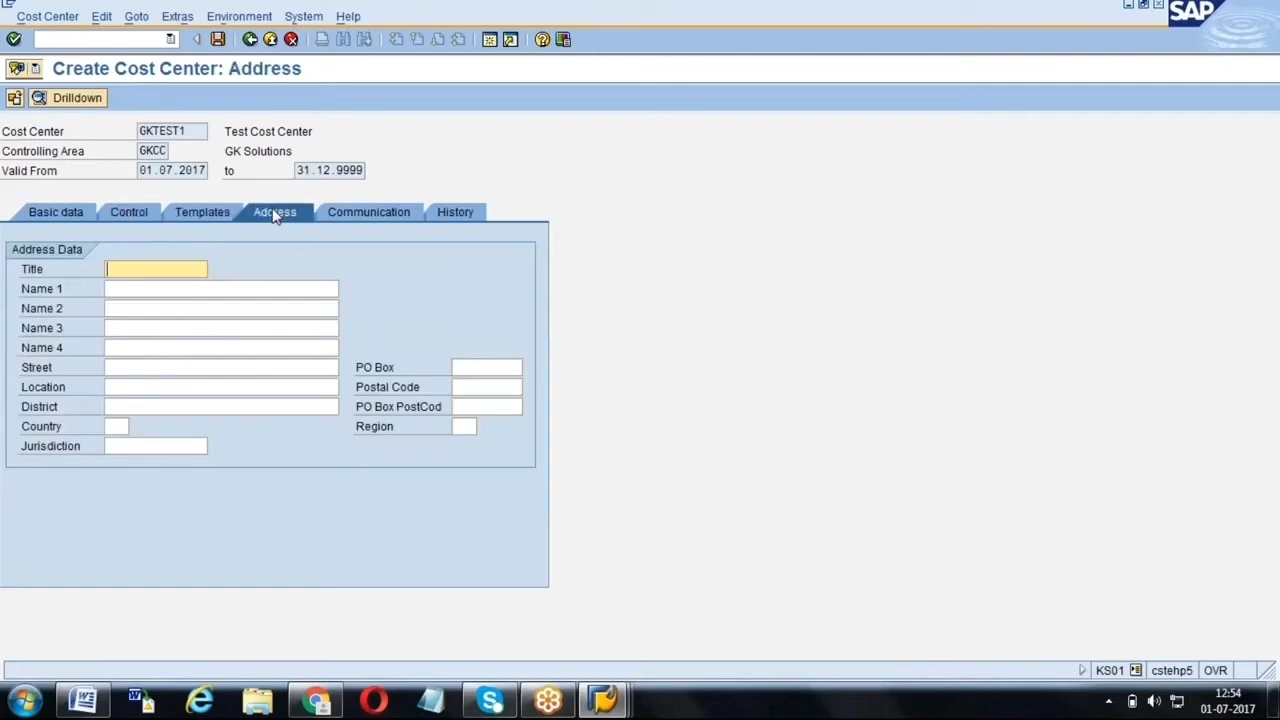 Cost Center Edit Goto Extras Environment System Help
SAP
Create Cost Center: Address
Drilldown
Cost Center GKTEST1 Test Cost Center
Controlling Area GKCC GK Solutions
Valid From 01.07.2017 to 31.12.9999
Basic data Control Templates Address Communication History
Address Data
Title
Name 1
Name 2
Name 3
Name 4
Street PO Box
Location Postal Code
District PO Box PostCod
Country Region
Jurisdiction
KS01 cstehp5 OVR
12:54
01-07-2017